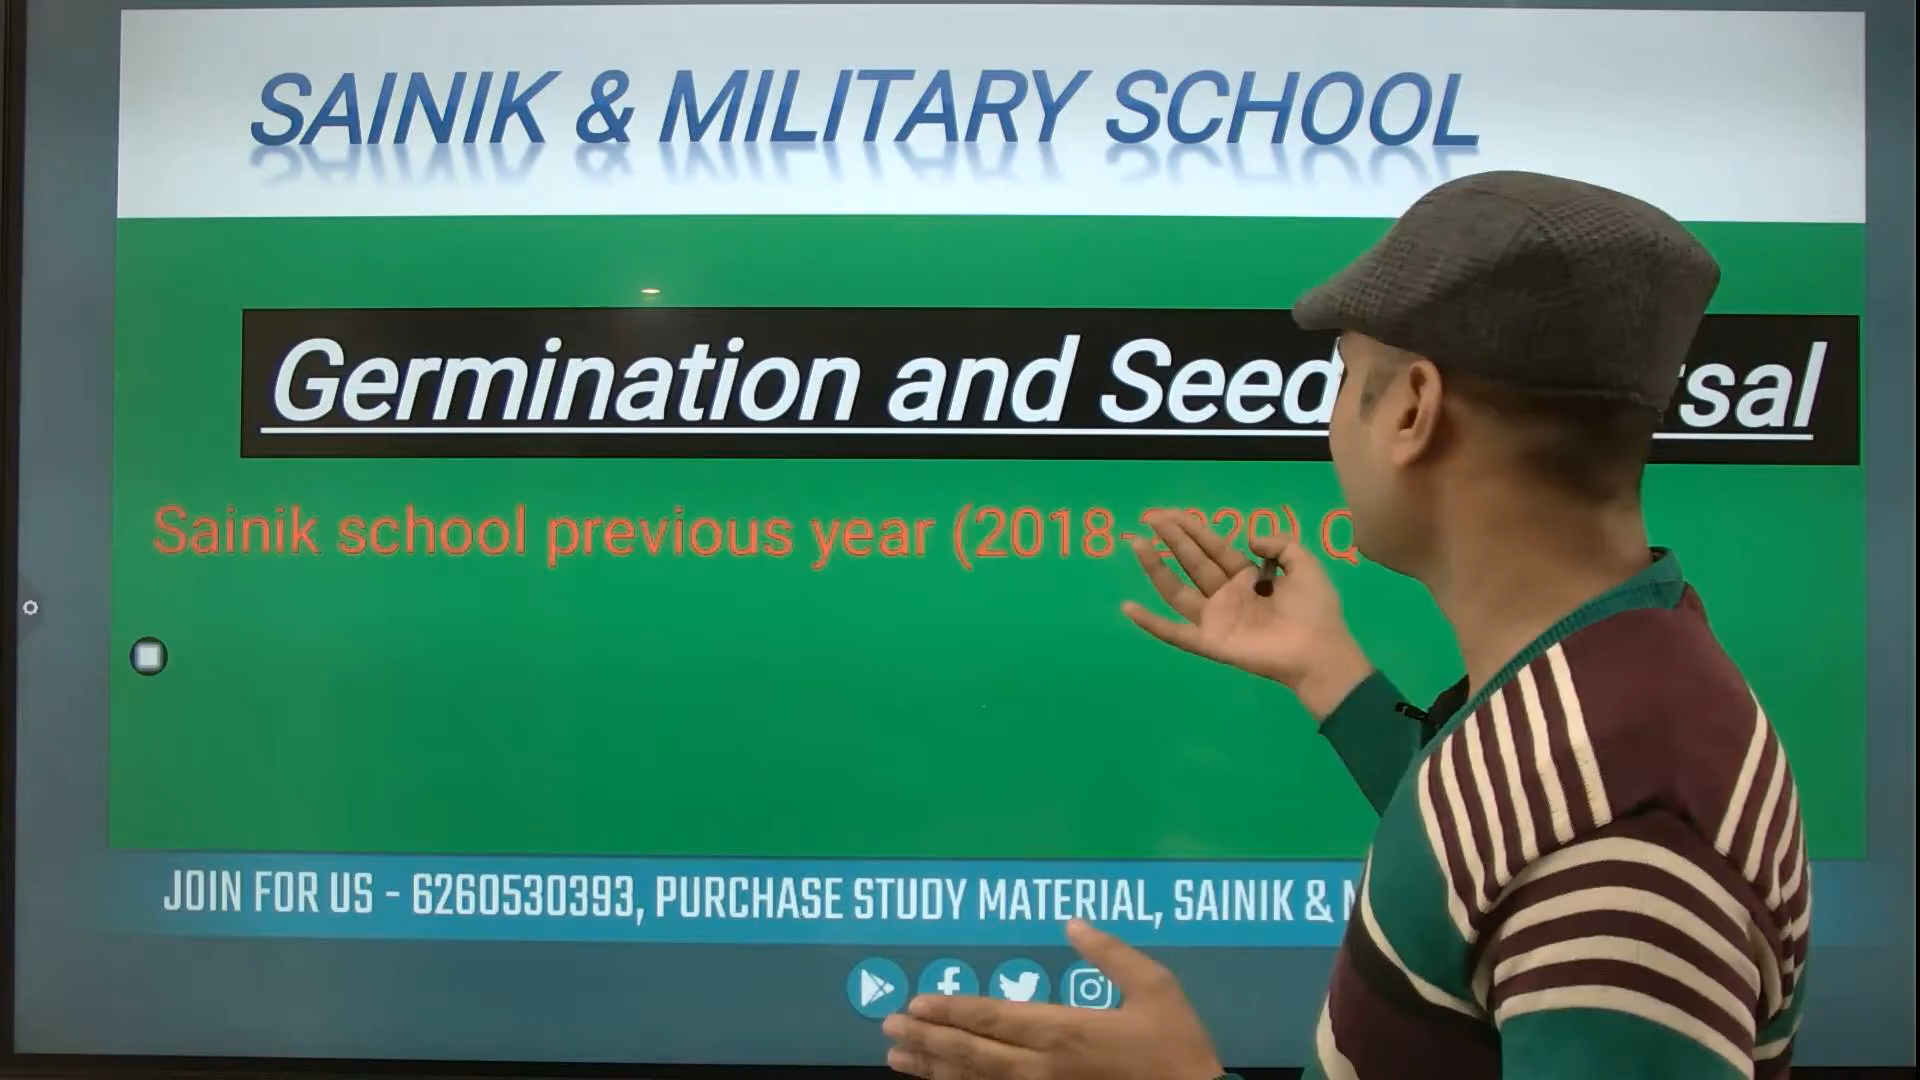 SAINIK & MILITARY SCHOOL
Germination and Seed
Sainik school previous year (2018-2020) Q
JOIN FOR US - 6260530393, PURCHASE STUDY MATERIAL, SAINIK &